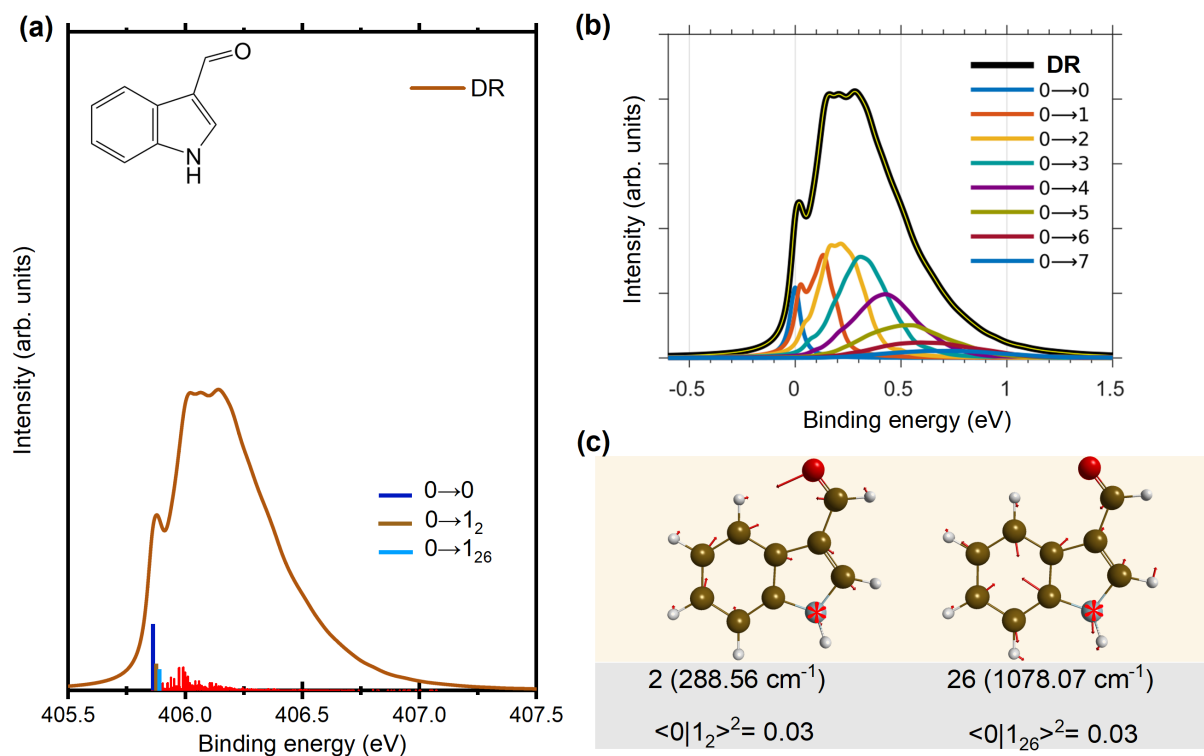 (a)
O
N
H
DR
0→0
0→1₂
0→1₂₆
Intensity (arb. units)
405.5 406.0 406.5 407.0 407.5
Binding energy (eV)
(b)
DR
0→0
0→1
0→2
0→3
0→4
0→5
0→6
0→7
Intensity (arb. units)
-0.5 0 0.5 1 1.5
Binding energy (eV)
(c)
2 (288.56 cm⁻¹) 26 (1078.07 cm⁻¹)
<0|1₂>²= 0.03 <0|1₂₆>²= 0.03